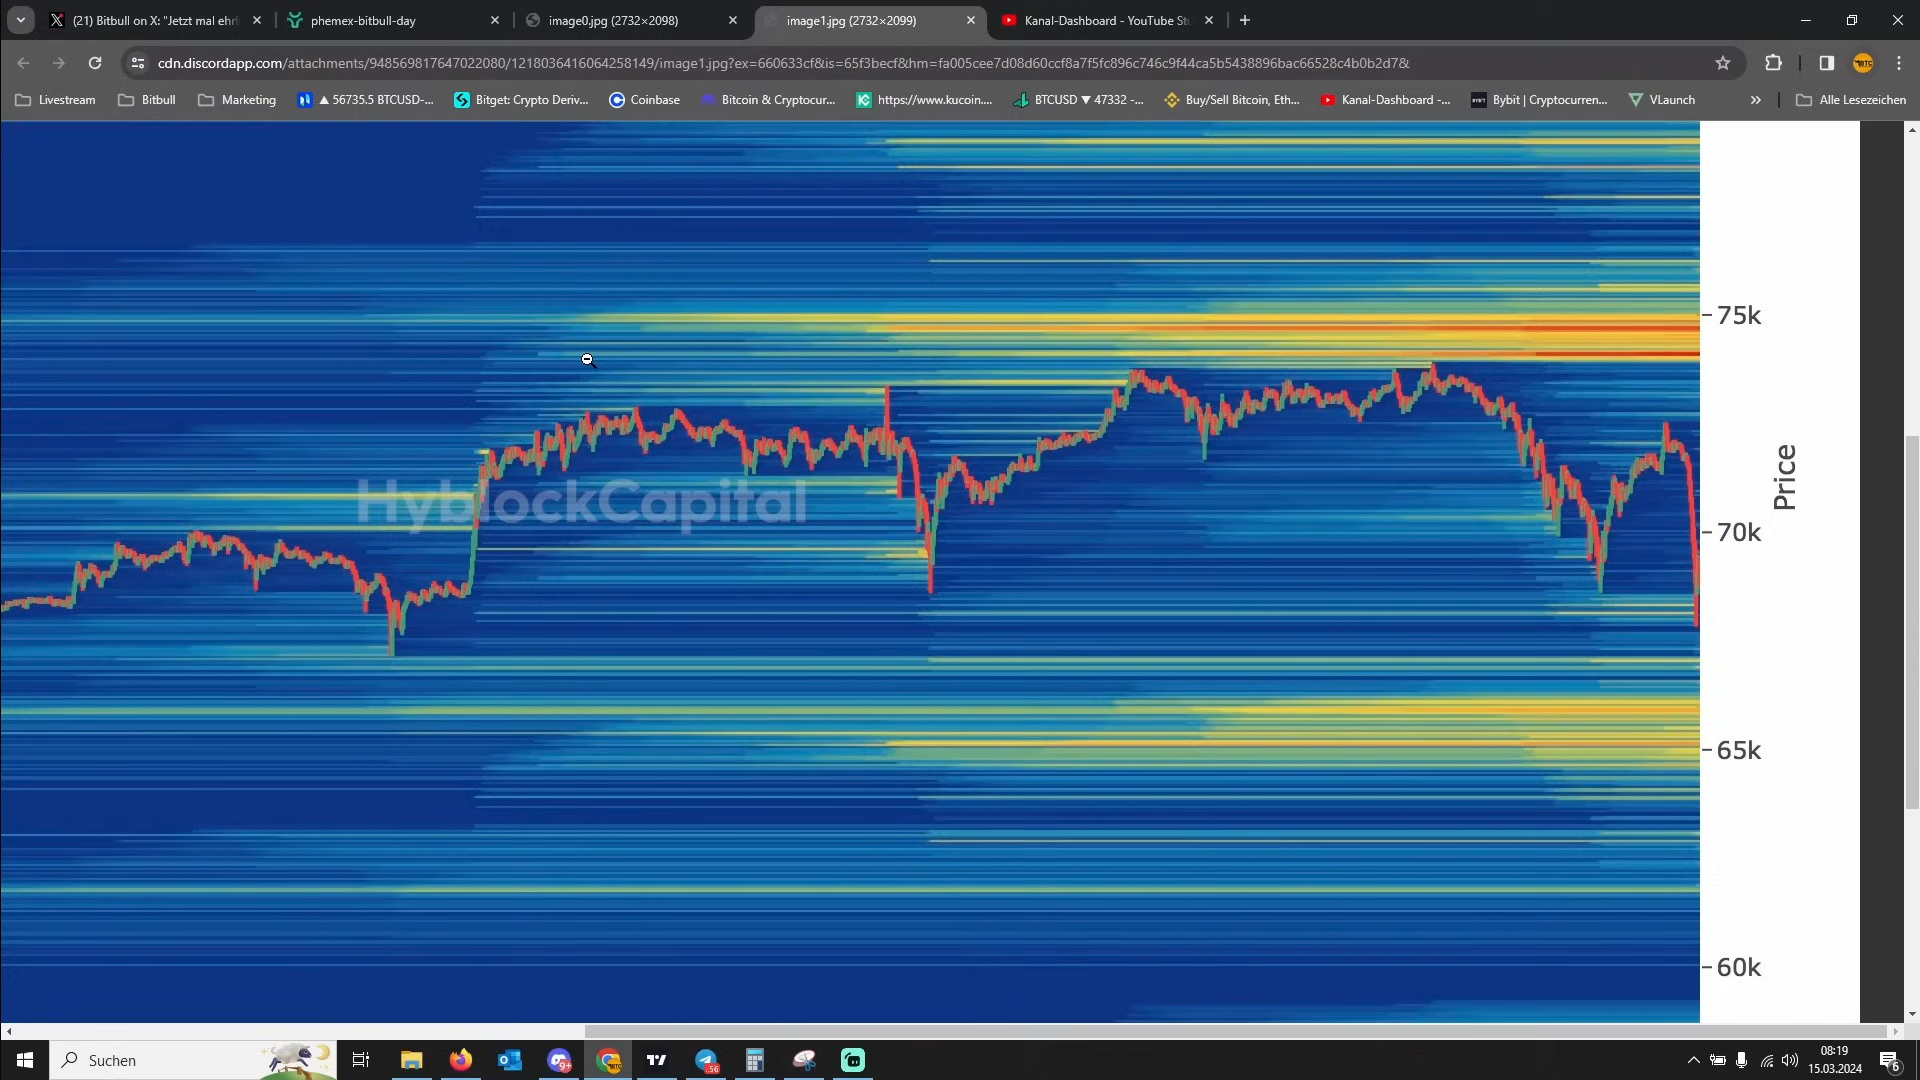 (21) Bitbull on X: "Jetzt mal ehrl
phemex-bitbull-day
image0.jpg (2732×2098)
image1.jpg (2732×2099)
Kanal-Dashboard - YouTube St
cdn.discordapp.com/attachments/948569817647022080/1218036416064258149/image1.jpg?ex=660633cf&is=65f3becf&hm=fa005cee7d08d60ccf8a7f5fc896c746c9f44ca5b5438896bac66528c4b0b2d7&
Livestream
Bitbull
Marketing
▲ 56735.5 BTCUSD-...
Bitget: Crypto Deriv...
Coinbase
Bitcoin & Cryptocur...
https://www.kucoin....
BTCUSD ▼ 47332 -...
Buy/Sell Bitcoin, Eth...
Kanal-Dashboard -...
Bybit | Cryptocurren...
VLaunch
»
Alle Lesezeichen
75k
HyblockCapital
Price
70k
65k
60k
Suchen
9+
56
08:19
15.03.2024
6